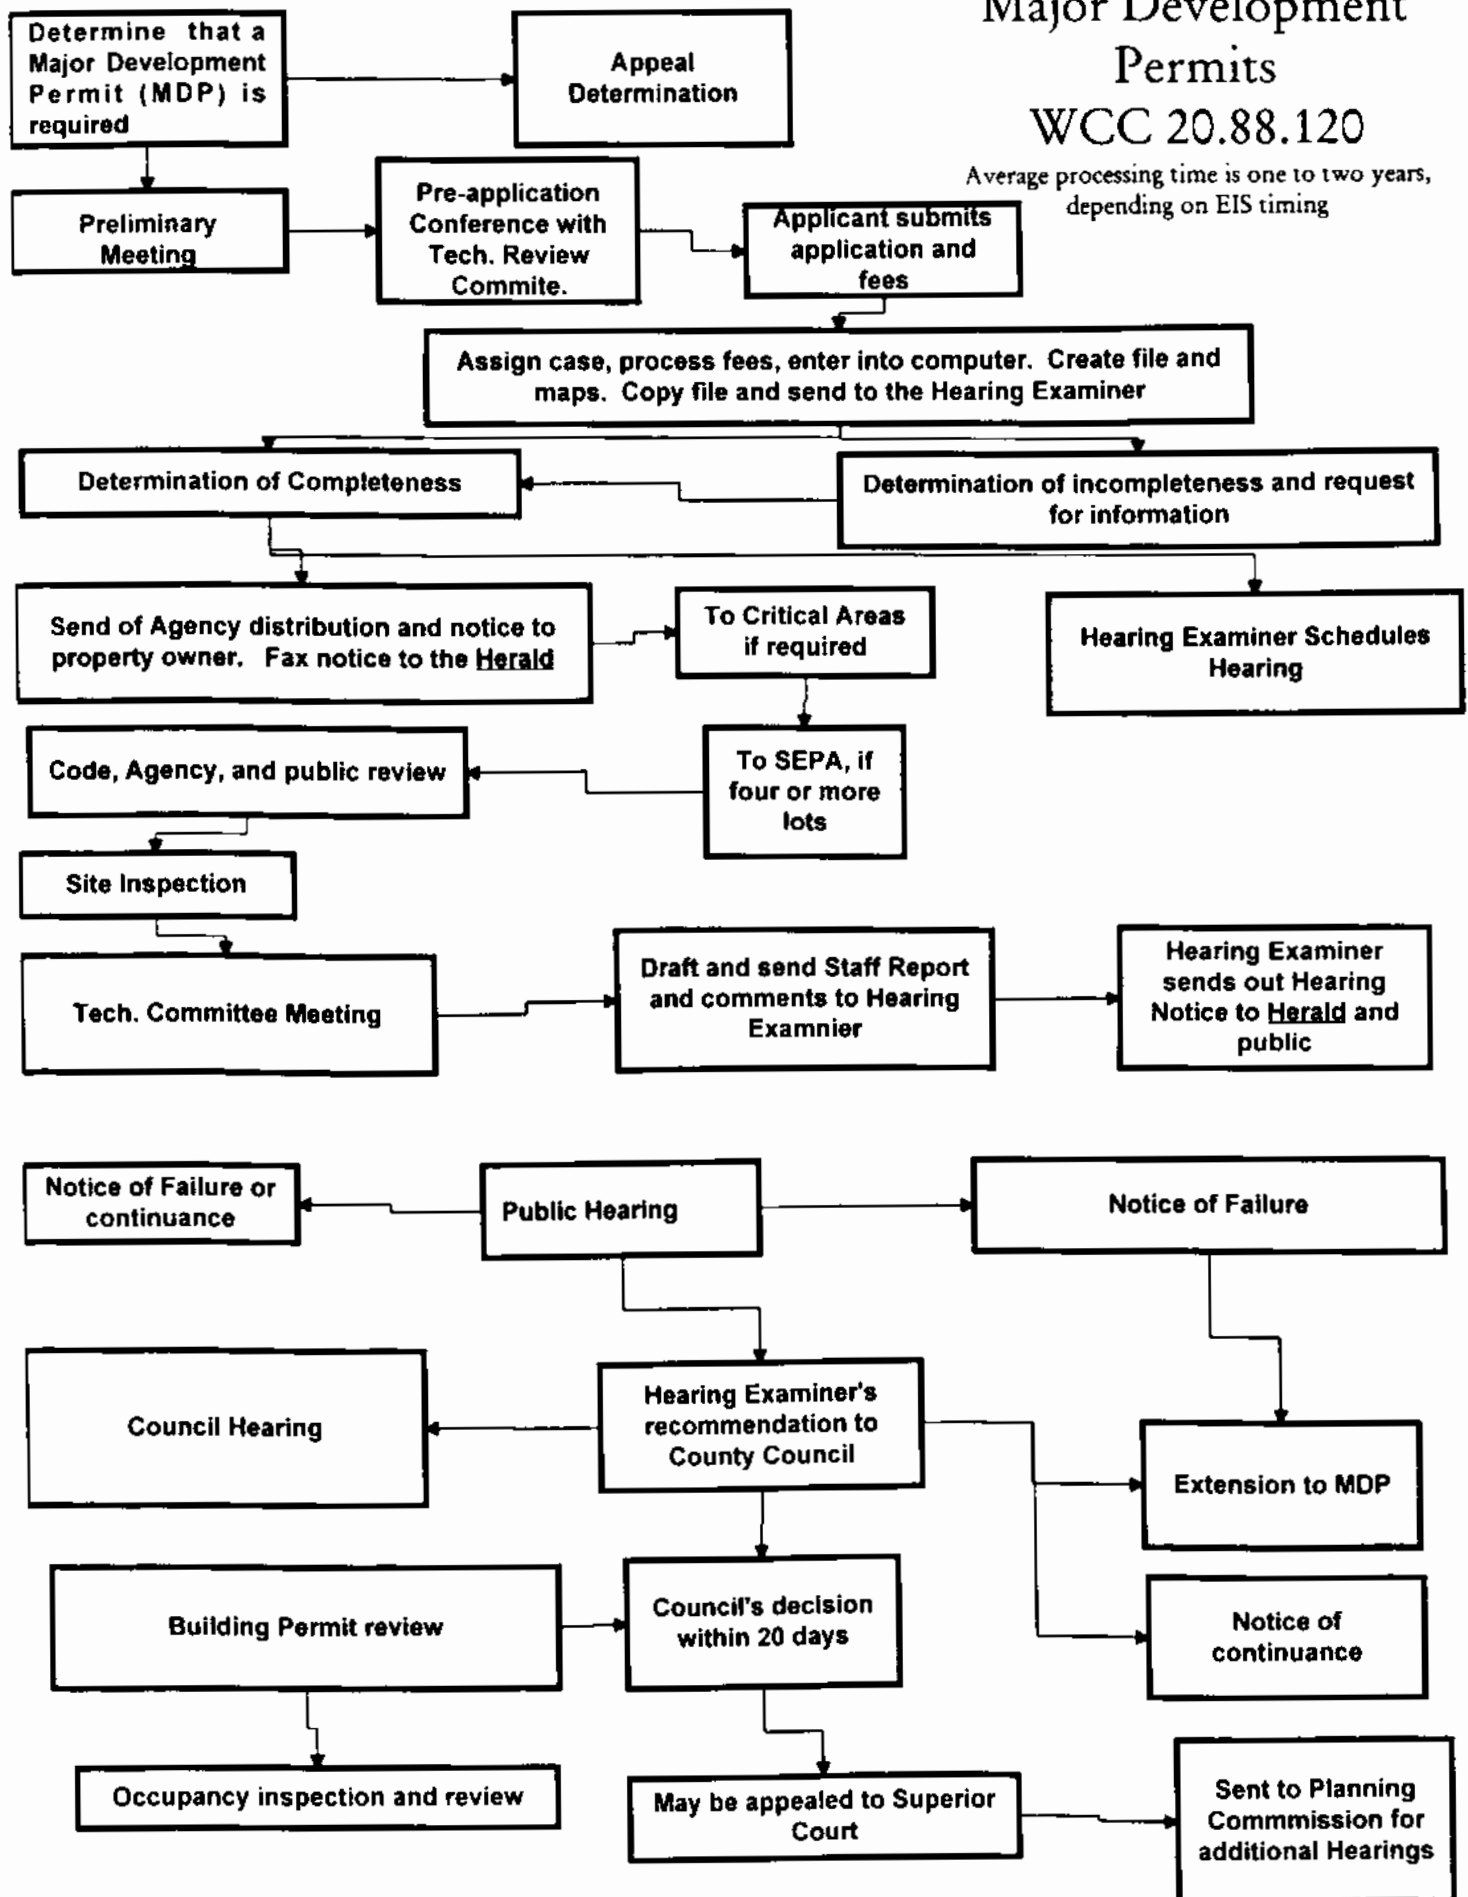 Major Development
Permits
WCC 20.88.120
Average processing time is one to two years,
depending on EIS timing
Determine that a
Major Development
Permit (MDP) is
required
Appeal
Determination
Preliminary
Meeting
Pre-application
Conference with
Tech. Review
Commite.
Applicant submits
application and
fees
Assign case, process fees, enter into computer. Create file and
maps. Copy file and send to the Hearing Examiner
Determination of Completeness
Determination of incompleteness and request
for information
Send of Agency distribution and notice to
property owner. Fax notice to the Herald
To Critical Areas
if required
Hearing Examiner Schedules
Hearing
Code, Agency, and public review
To SEPA, if
four or more
lots
Site Inspection
Tech. Committee Meeting
Draft and send Staff Report
and comments to Hearing
Examnier
Hearing Examiner
sends out Hearing
Notice to Herald and
public
Notice of Failure or
continuance
Public Hearing
Notice of Failure
Council Hearing
Hearing Examiner's
recommendation to
County Council
Extension to MDP
Building Permit review
Council's decision
within 20 days
Notice of
continuance
Occupancy inspection and review
May be appealed to Superior
Court
Sent to Planning
Commmission for
additional Hearings